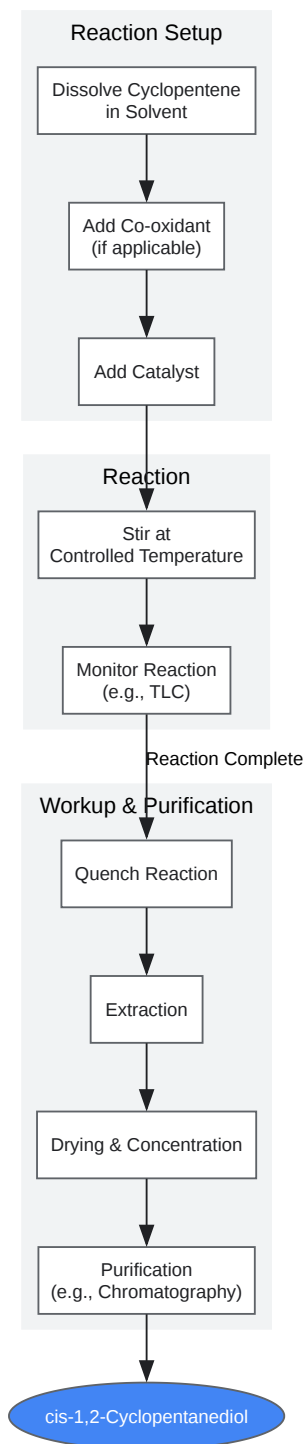 Reaction Setup
Dissolve Cyclopentene
in Solvent
Add Co-oxidant
(if applicable)
Add Catalyst
Reaction
Stir at
Controlled Temperature
Monitor Reaction
(e.g., TLC)
Reaction Complete
Workup & Purification
Quench Reaction
Extraction
Drying & Concentration
Purification
(e.g., Chromatography)
cis-1,2-Cyclopentanediol